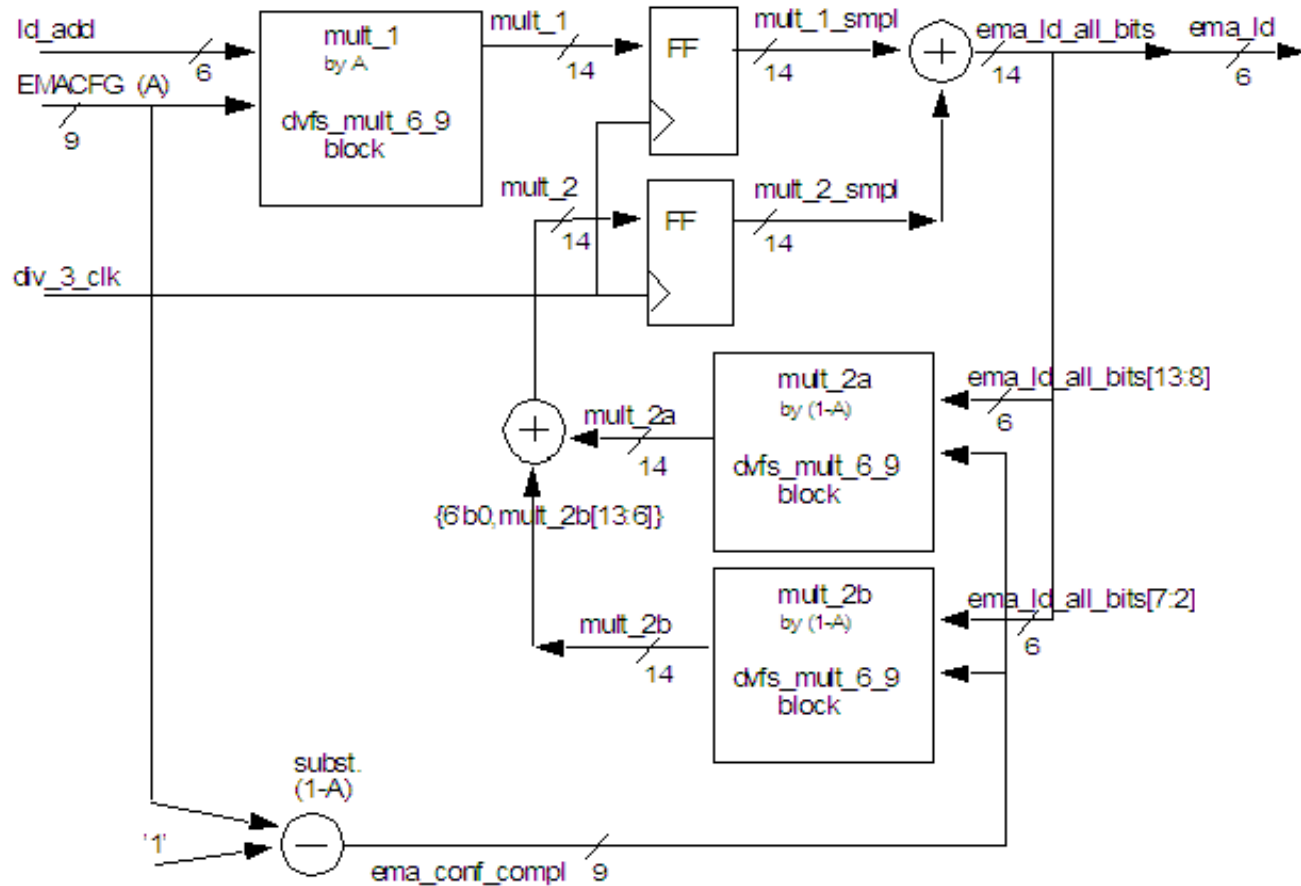 ld_add
6
EMACFG (A)
9
mult_1
by A
dvfs_mult_6_9
block
mult_1
14
FF
mult_1_smpl
14
+
ema_ld_all_bits
14
ema_ld
6
mult_2
14
FF
mult_2_smpl
14
div_3_clk
mult_2a
by (1-A)
dvfs_mult_6_9
block
ema_ld_all_bits[13:8]
6
+
mult_2a
14
{6'b0,mult_2b[13:6]}
mult_2b
by (1-A)
dvfs_mult_6_9
block
ema_ld_all_bits[7:2]
6
mult_2b
14
subst.
(1-A)
'1'
−
ema_conf_compl
9